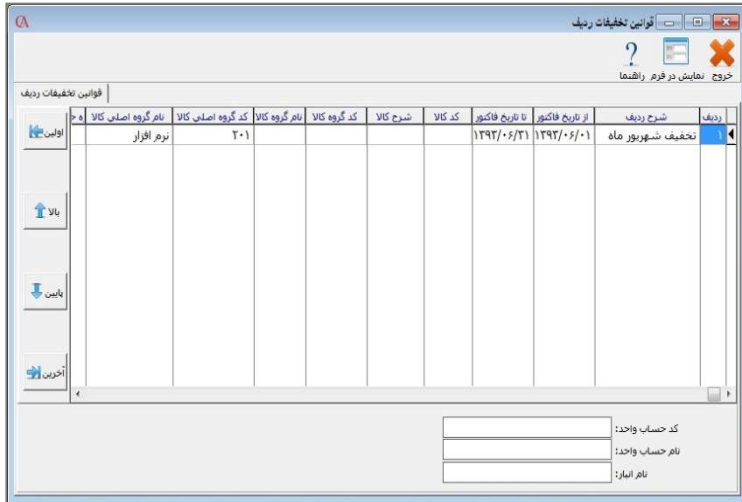 قوانین تخفیفات ردیف
خروج نمایش در فرم راهنما
قوانین تخفیفات ردیف
ردیف شرح ردیف از تاریخ فاکتور تا تاریخ فاکتور کد کالا شرح کالا کد گروه کالا نام گروه کالا کد گروه اصلی کالا نام گروه اصلی کالا
۱ تخفیف شهریور ماه ۱۳۹۳/۰۶/۰۱ ۱۳۹۳/۰۶/۳۱ ۲۰۱ نرم افزار
اولین
بالا
پایین
آخرین
کد حساب واحد:
نام حساب واحد:
نام انبار: